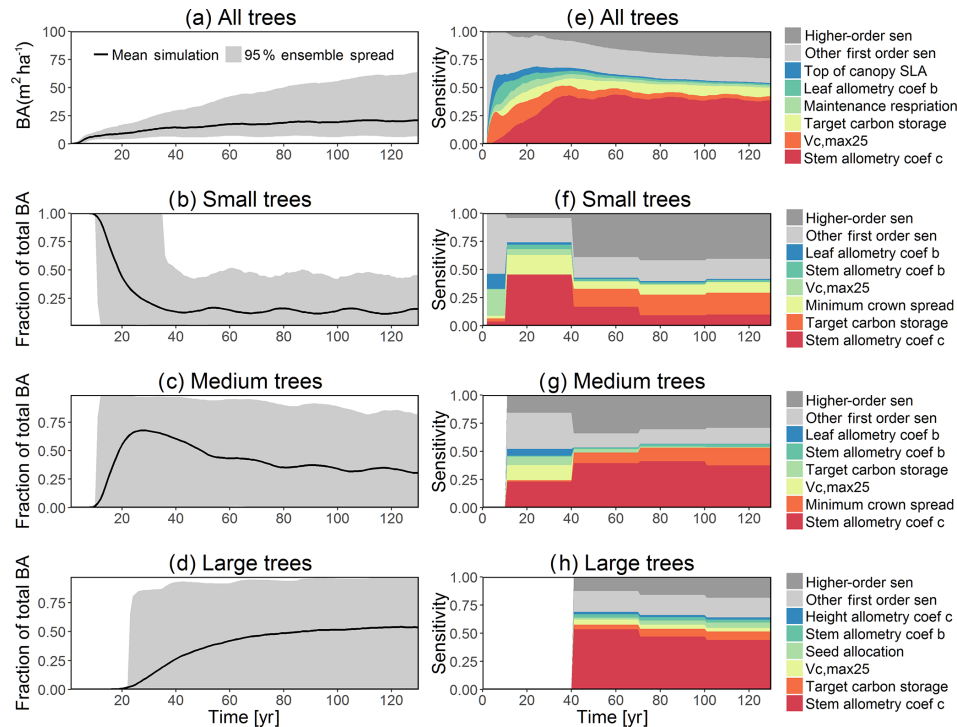 (a) All trees
100
75
50
25
0
BA(m² ha⁻¹)
Mean simulation
95% ensemble spread
20 40 60 80 100 120
(e) All trees
1.00
0.75
0.50
0.25
0.00
Sensitivity
0 20 40 60 80 100 120
Higher-order sen
Other first order sen
Top of canopy SLA
Leaf allometry coef b
Maintenance respriation
Target carbon storage
Vc,max25
Stem allometry coef c
(b) Small trees
1.00
0.75
0.50
0.25
Fraction of total BA
20 40 60 80 100 120
(f) Small trees
1.00
0.75
0.50
0.25
0.00
Sensitivity
0 20 40 60 80 100 120
Higher-order sen
Other first order sen
Leaf allometry coef b
Stem allometry coef b
Vc,max25
Minimum crown spread
Target carbon storage
Stem allometry coef c
(c) Medium trees
0.75
0.50
0.25
0.00
Fraction of total BA
20 40 60 80 100 120
(g) Medium trees
1.00
0.75
0.50
0.25
0.00
Sensitivity
0 20 40 60 80 100 120
Higher-order sen
Other first order sen
Leaf allometry coef b
Stem allometry coef b
Target carbon storage
Vc,max25
Minimum crown spread
Stem allometry coef c
(d) Large trees
0.75
0.50
0.25
0.00
Fraction of total BA
20 40 60 80 100 120
Time [yr]
(h) Large trees
1.00
0.75
0.50
0.25
0.00
Sensitivity
0 20 40 60 80 100 120
Time [yr]
Higher-order sen
Other first order sen
Height allometry coef c
Stem allometry coef b
Seed allocation
Vc,max25
Target carbon storage
Stem allometry coef c